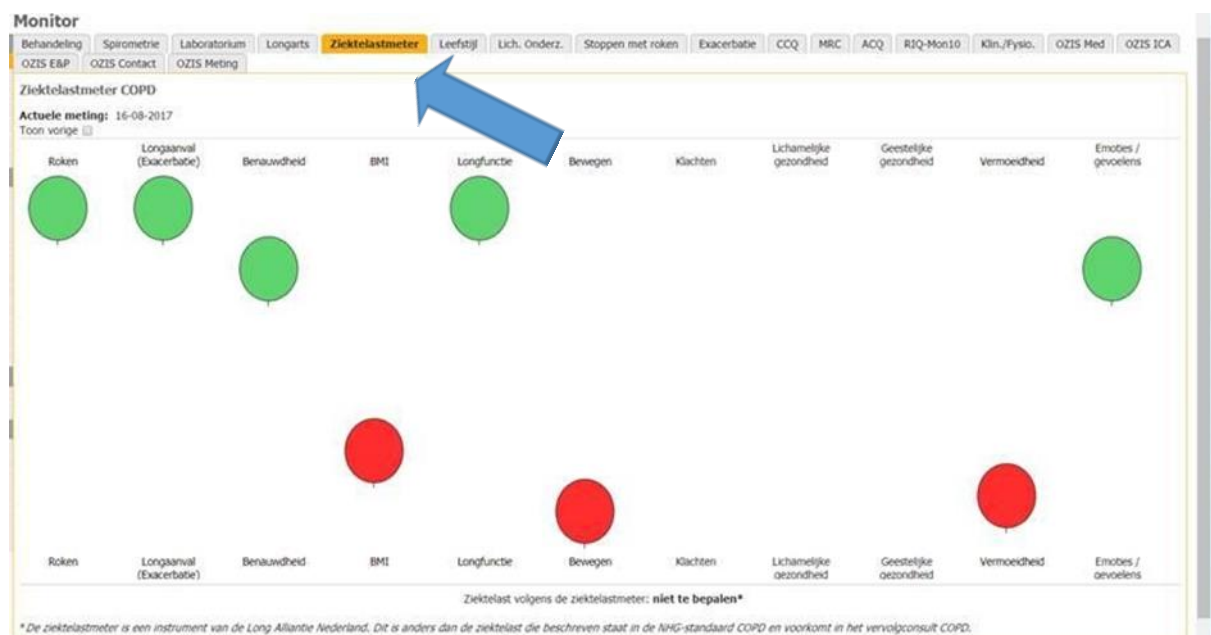 Monitor
Behandeling Spirometrie Laboratorium Longarts Ziektelastmeter Leefstijl Lich. Onderz. Stoppen met roken Exacerbatie CCQ MRC ACQ RIQ-Mon10 Klin./Fysio. OZIS Med OZIS ICA
OZIS E&P OZIS Contact OZIS Meting
Ziektelastmeter COPD
Actuele meting: 16-08-2017
Toon vorige
Roken Longaanval (Exacerbatie) Benauwdheid BMI Longfunctie Bewegen Klachten Lichamelijke gezondheid Geestelijke gezondheid Vermoeidheid Emoties / gevoelens
Roken Longaanval (Exacerbatie) Benauwdheid BMI Longfunctie Bewegen Klachten Lichamelijke gezondheid Geestelijke gezondheid Vermoeidheid Emoties / gevoelens
Ziektelast volgens de ziektelastmeter: niet te bepalen*
* De ziektelastmeter is een instrument van de Long Alliantie Nederland. Dit is anders dan de ziektelast die beschreven staat in de NHG-standaard COPD en voorkomt in het vervolgconsult COPD.